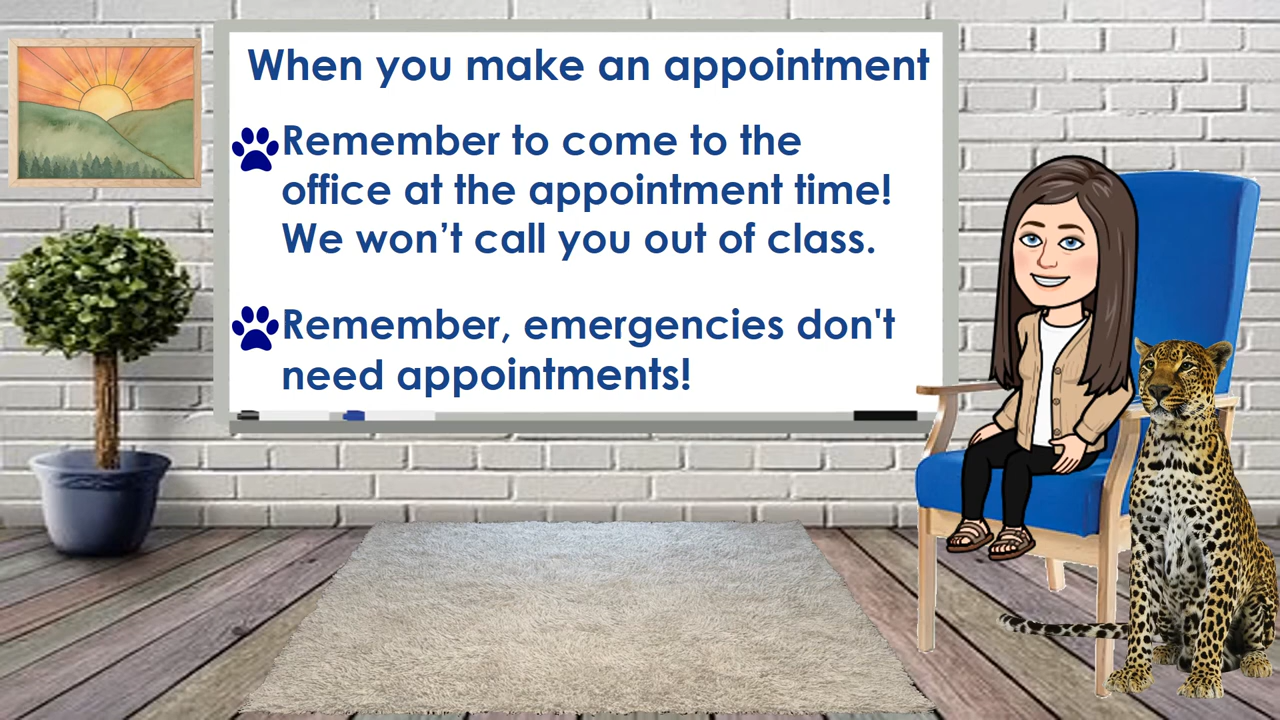 When you make an appointment
Remember to come to the
office at the appointment time!
We won’t call you out of class.
Remember, emergencies don't
need appointments!